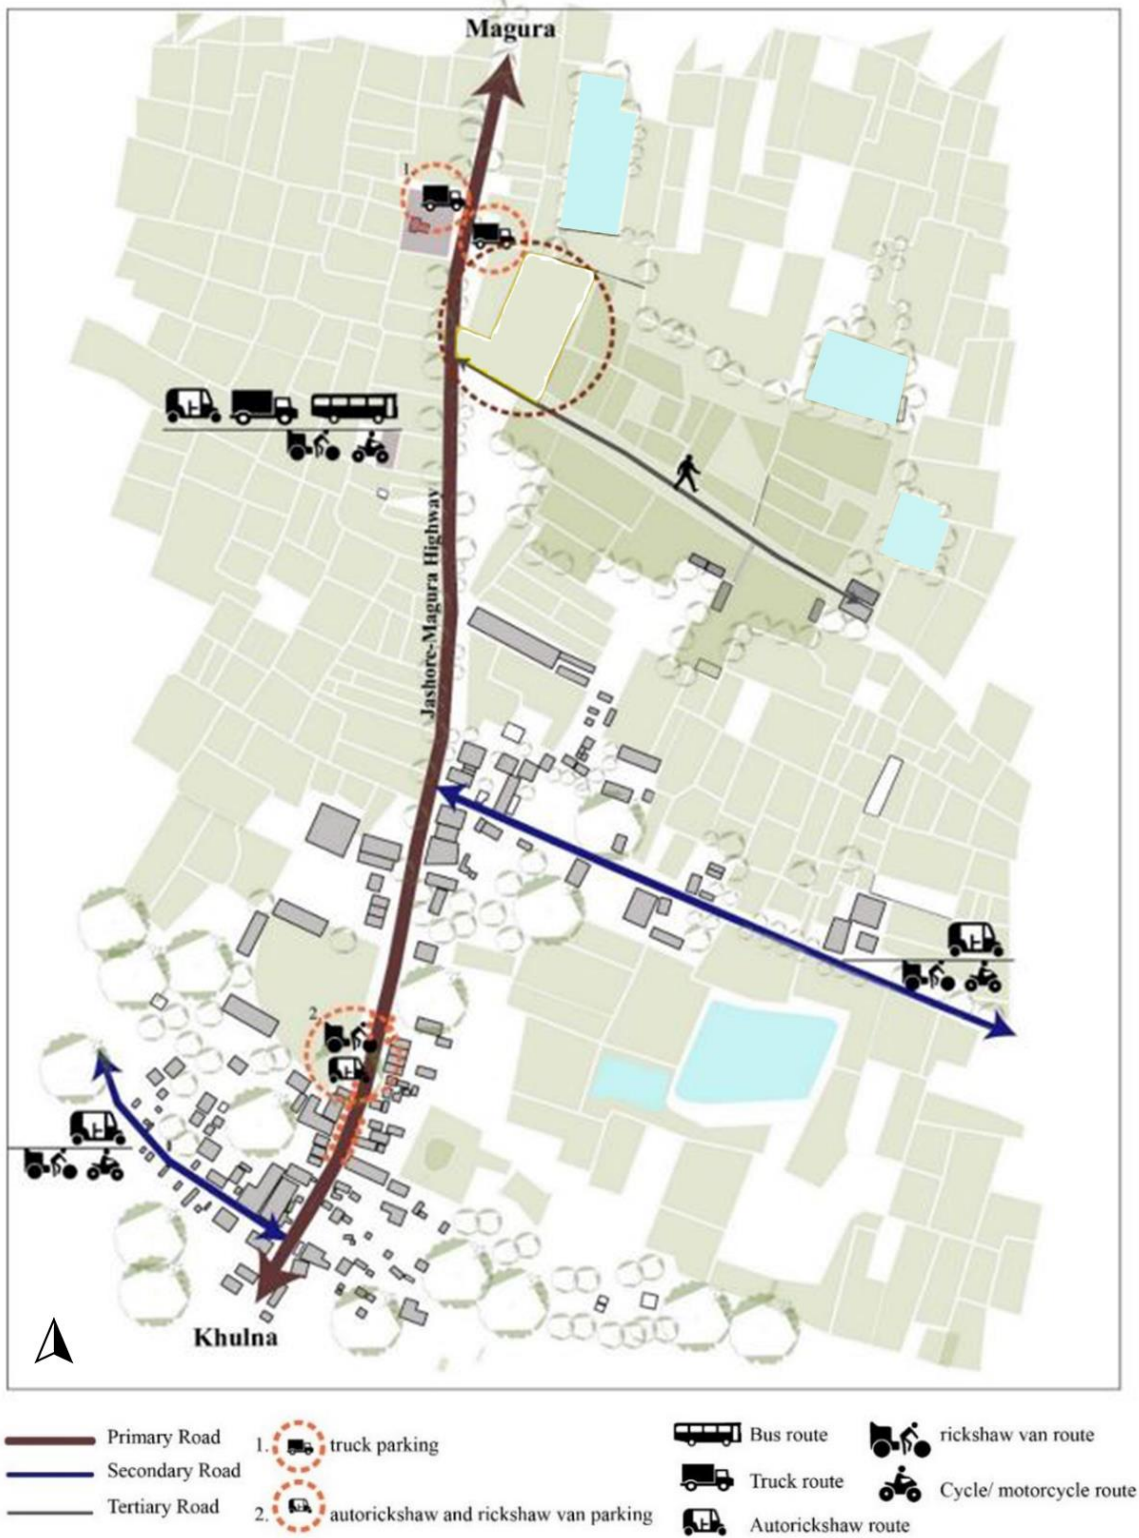 Magura
1
Jashore-Magura Highway
2
Khulna
Primary Road
Secondary Road
Tertiary Road
1.
truck parking
2.
autorickshaw and rickshaw van parking
Bus route
Truck route
Autorickshaw route
rickshaw van route
Cycle/ motorcycle route